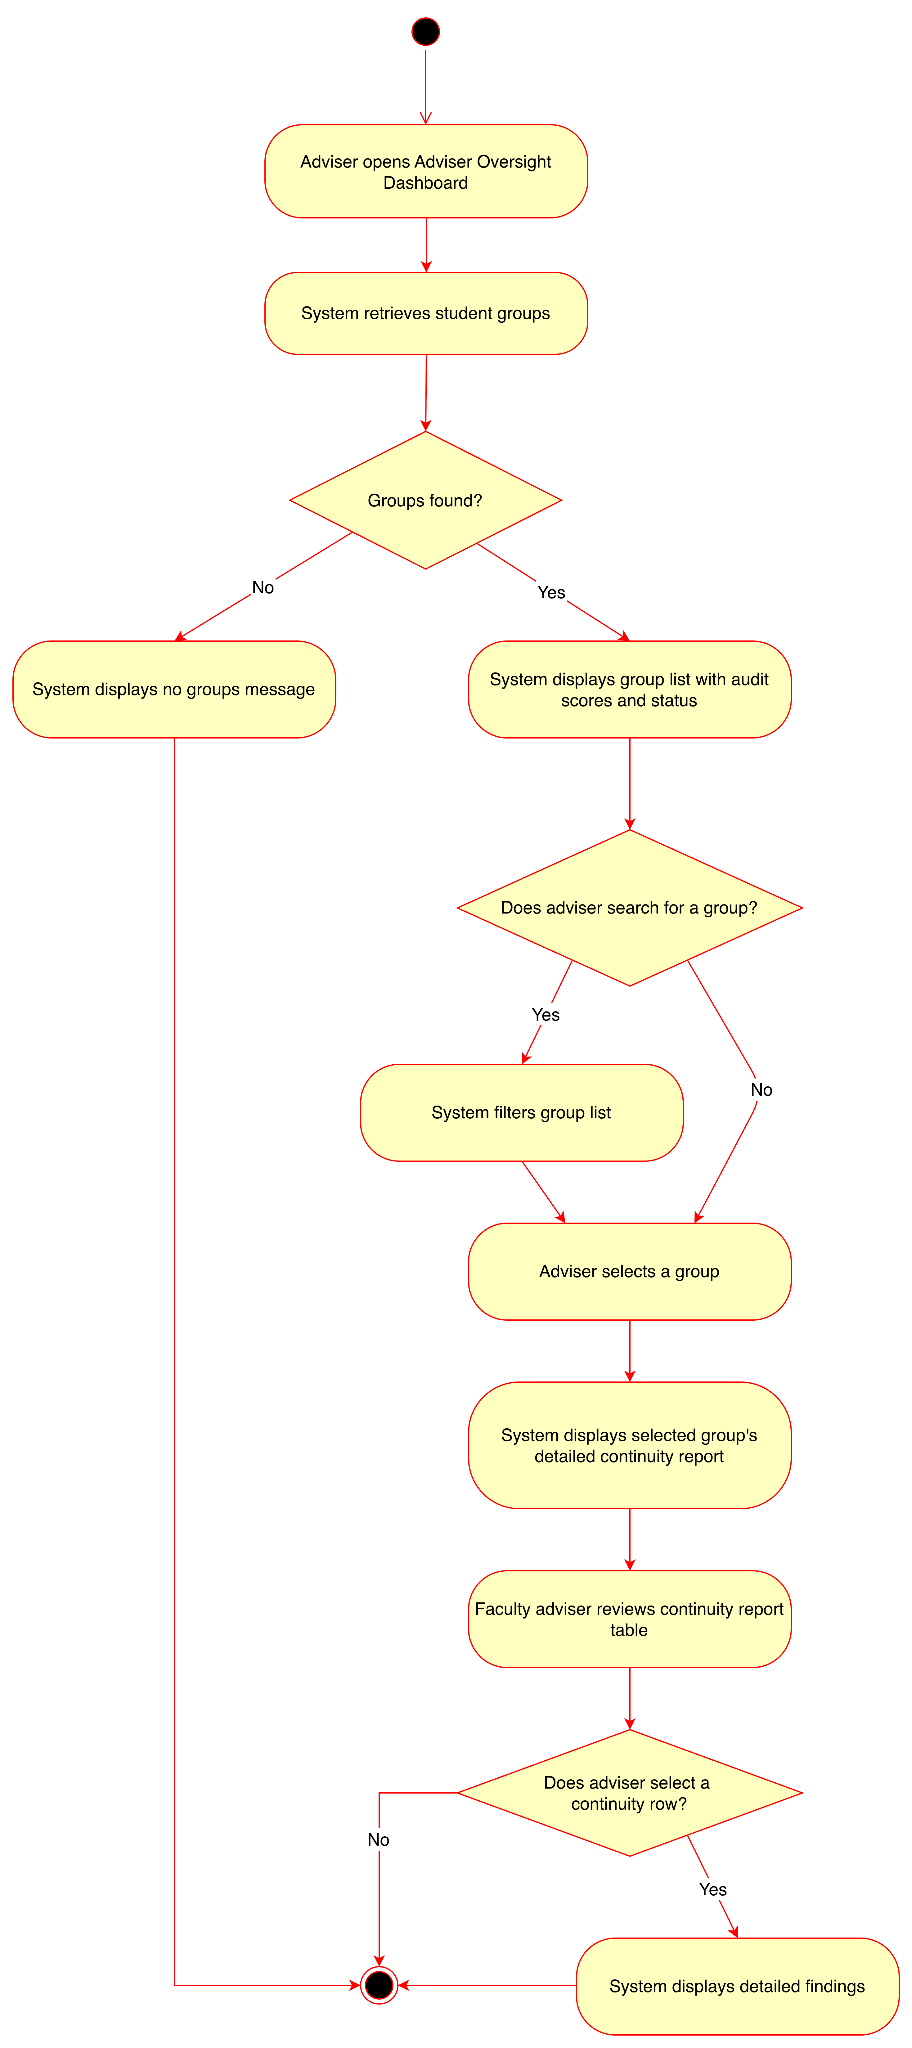 Adviser opens Adviser Oversight
Dashboard
System retrieves student groups
Groups found?
No
Yes
System displays no groups message
System displays group list with audit
scores and status
Does adviser search for a group?
Yes
No
System filters group list
Adviser selects a group
System displays selected group's
detailed continuity report
Faculty adviser reviews continuity report
table
Does adviser select a
continuity row?
No
Yes
System displays detailed findings